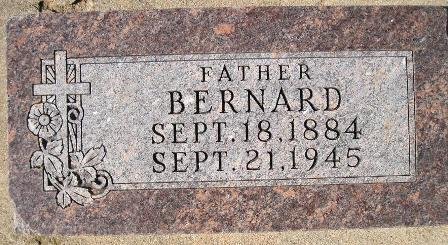 FATHER
BERNARD
SEPT. 18, 1884
SEPT. 21, 1945